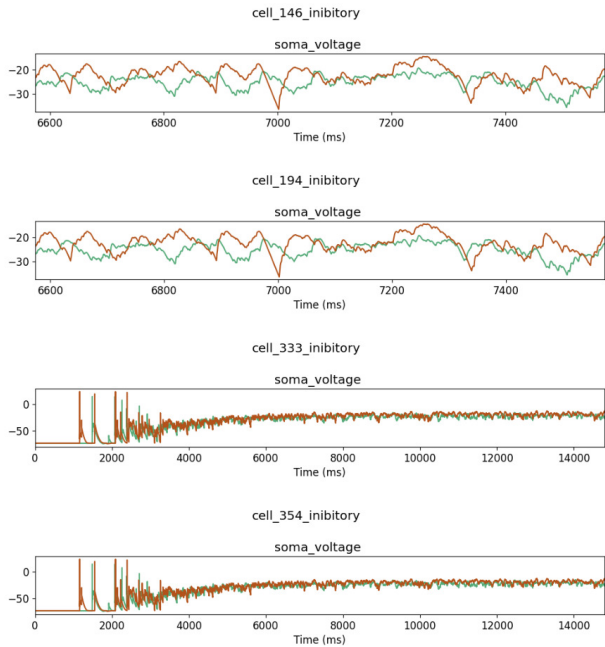 cell_146_inibitory
soma_voltage
−20
−30
6600 6800 7000 7200 7400
Time (ms)
cell_194_inibitory
soma_voltage
−20
−30
6600 6800 7000 7200 7400
Time (ms)
cell_333_inibitory
soma_voltage
0
−50
0 2000 4000 6000 8000 10000 12000 14000
Time (ms)
cell_354_inibitory
soma_voltage
0
−50
0 2000 4000 6000 8000 10000 12000 14000
Time (ms)